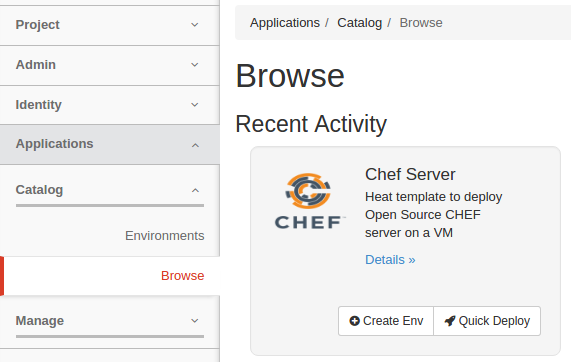 Project
Admin
Identity
Applications
Catalog
Environments
Browse
Manage
Applications / Catalog / Browse
Browse
Recent Activity
CHEF
Chef Server
Heat template to deploy
Open Source CHEF
server on a VM
Details »
Create Env
Quick Deploy